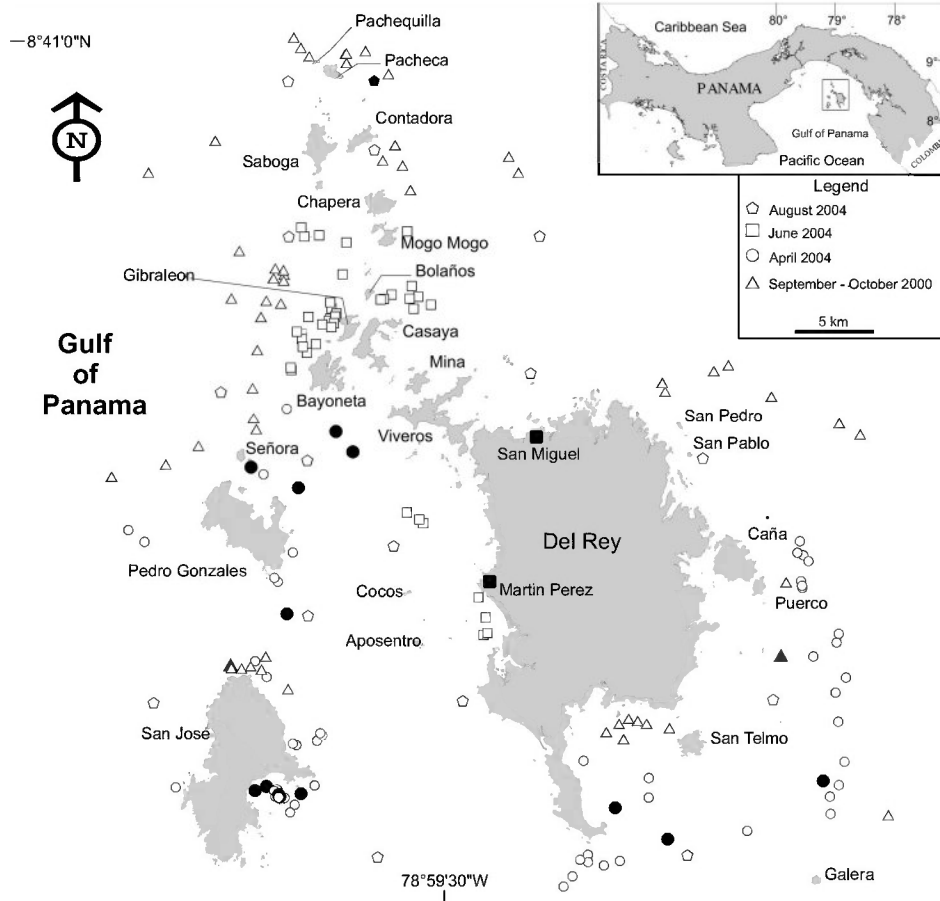 Pachequilla
8°41'0"N
Pacheca
N
Contadora
Saboga
Chapera
Mogo Mogo
Gibraleon
Bolaños
Casaya
Gulf
of
Panama
Mina
Bayoneta
Viveros
Señora
San Miguel
San Pedro
San Pablo
Del Rey
Caña
Pedro Gonzales
Cocos
Martin Perez
Puerco
Aposentro
San José
San Telmo
Galera
78°59'30"W
80°
79°
78°
Caribbean Sea
COSTA
9°
PANAMA
8°
Gulf of Panama
Pacific Ocean
Legend
August 2004
June 2004
April 2004
September - October 2000
5 km